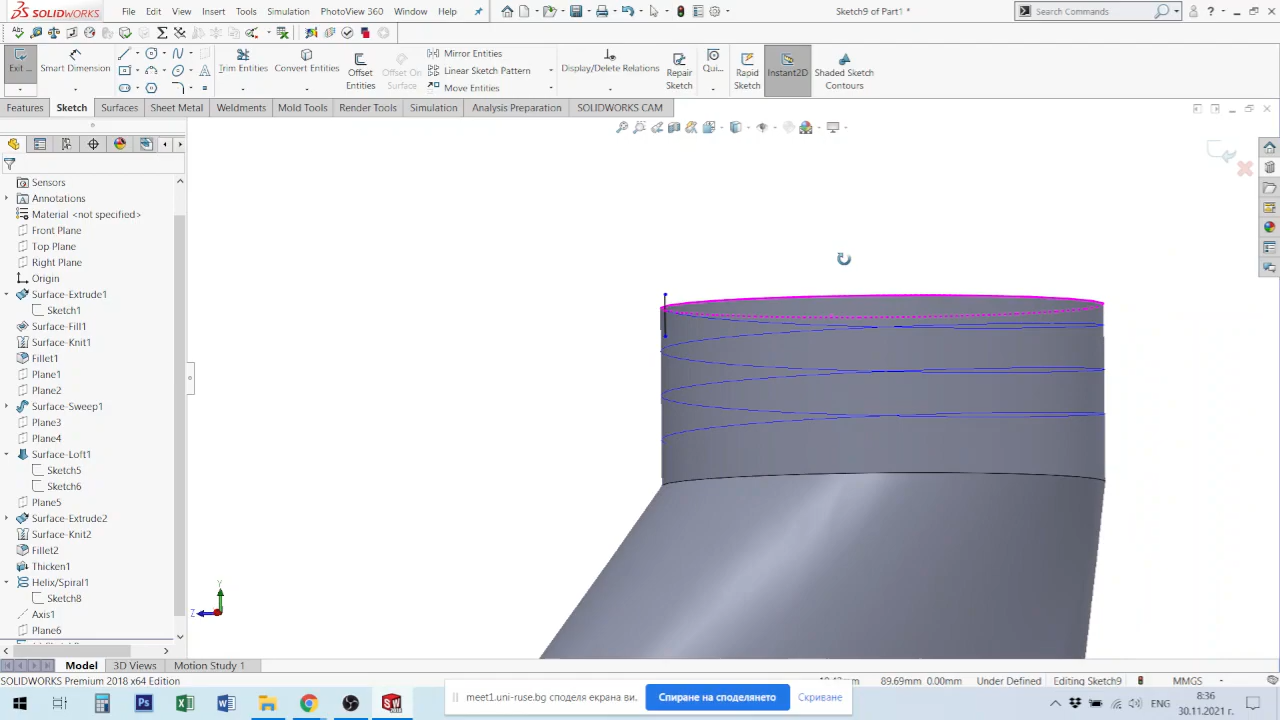 SOLIDWORKS File Edit View Insert Tools Simulation PhotoView 360 Window Help Sketch9 of Part1 * Search Commands
Exit ... Smart Dimension Trim Entities Convert Entities Offset Entities Offset On Surface Mirror Entities Linear Sketch Pattern Move Entities Display/Delete Relations Repair Sketch Qui... Rapid Sketch Instant2D Shaded Sketch Contours
Features Sketch Surfaces Sheet Metal Weldments Mold Tools Render Tools Simulation Analysis Preparation SOLIDWORKS CAM
Sensors
Annotations
Material <not specified>
Front Plane
Top Plane
Right Plane
Origin
Surface-Extrude1
Sketch1
Surface-Fill1
Surface-Knit1
Fillet1
Plane1
Plane2
Surface-Sweep1
Plane3
Plane4
Surface-Loft1
Sketch5
Sketch6
Plane5
Surface-Extrude2
Surface-Knit2
Fillet2
Thicken1
Helix/Spiral1
Sketch8
Axis1
Plane6
Y
Z
Model 3D Views Motion Study 1
SOLIDWORKS Premium 2018 x64 Edition 89.69mm 0.00mm Under Defined Editing Sketch9 MMGS
meet1.uni-ruse.bg споделя екрана ви. Спиране на споделянето Скриване
ENG 8:36
30.11.2021 г.